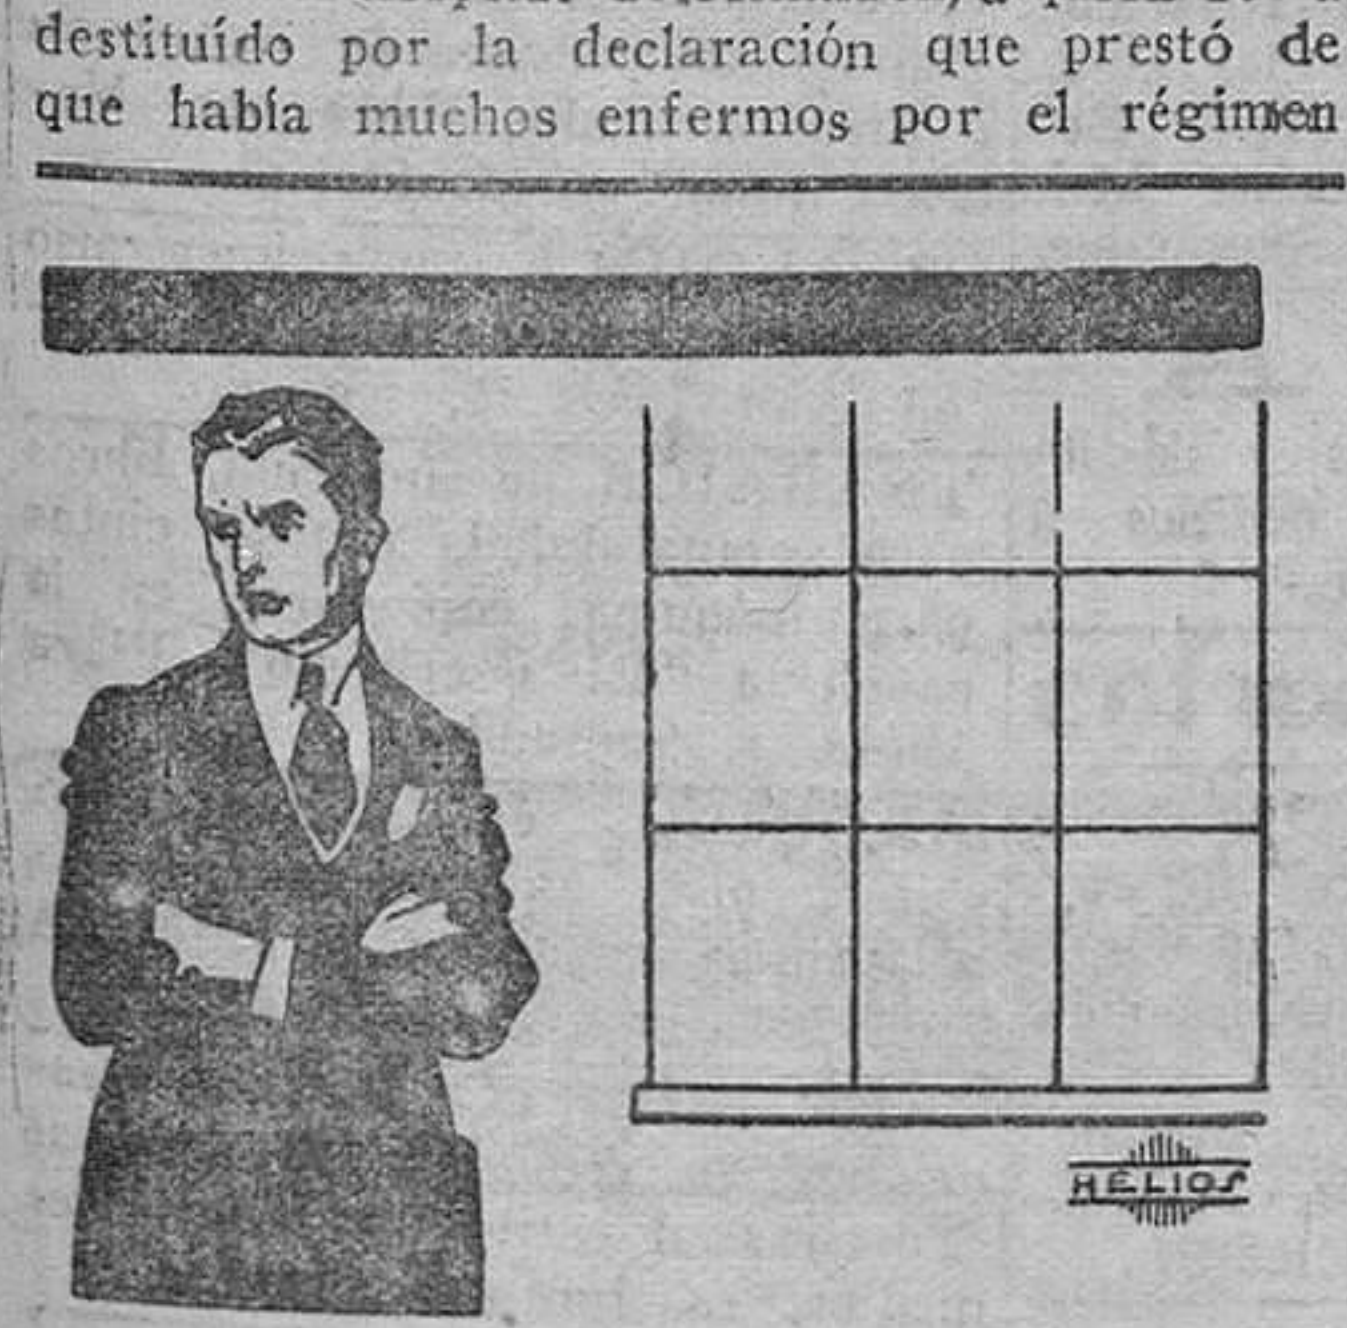 destituído por la declaración que prestó de
que había muchos enfermos por el régimen
HELIOS